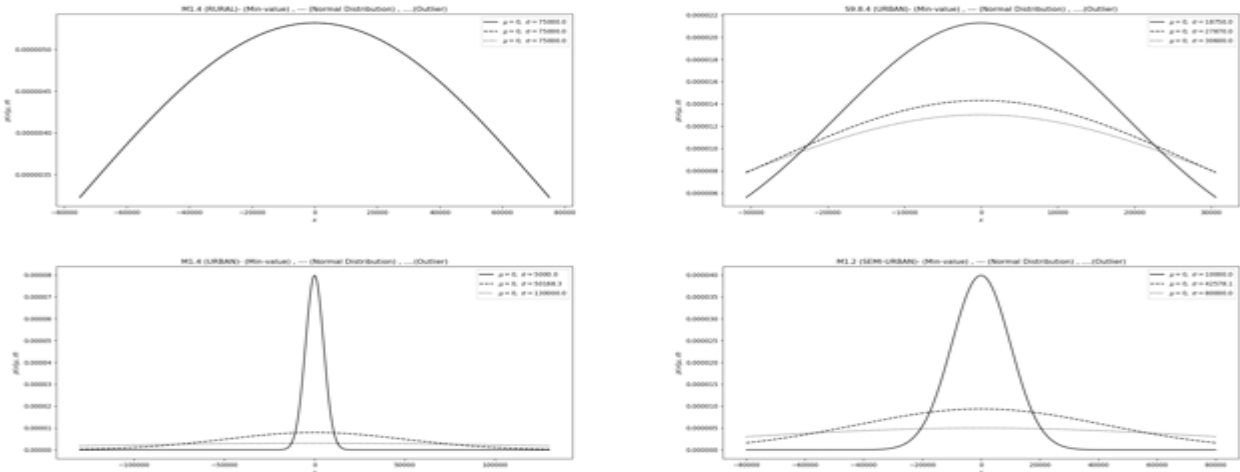 M1.4 (RURAL)- (Min-value) , --- (Normal Distribution) , ....(Outlier)
μ=0, σ=75000.0
μ=0, σ=75000.0
μ=0, σ=75000.0
0.0000050
0.0000045
0.0000040
0.0000035
−80000 −60000 −40000 −20000 0 20000 40000 60000 80000
x
S9.8.4 (URBAN)- (Min-value) , --- (Normal Distribution) , ....(Outlier)
μ=0, σ=18750.0
0.000022
0.000020
0.000018
0.000016
0.000014
0.000012
0.000010
0.000008
0.000006
−30000 −20000 −10000 0 10000 20000 30000
x
M1.4 (URBAN)- (Min-value) , --- (Normal Distribution) , ....(Outlier)
μ=0, σ=5000.0
μ=0, σ=50168.3
μ=0, σ=130000.0
0.00008
0.00007
0.00006
0.00005
0.00004
0.00003
0.00002
0.00001
0.00000
−100000 −50000 0 50000 100000
x
M1.2 (SEMI-URBAN)- (Min-value) , --- (Normal Distribution) , ....(Outlier)
μ=0, σ=10000.0
μ=0, σ=42578.1
μ=0, σ=80000.0
0.000040
0.000035
0.000030
0.000025
0.000020
0.000015
0.000010
0.000005
0.000000
−80000 −60000 −40000 −20000 0 20000 40000 60000 80000
x